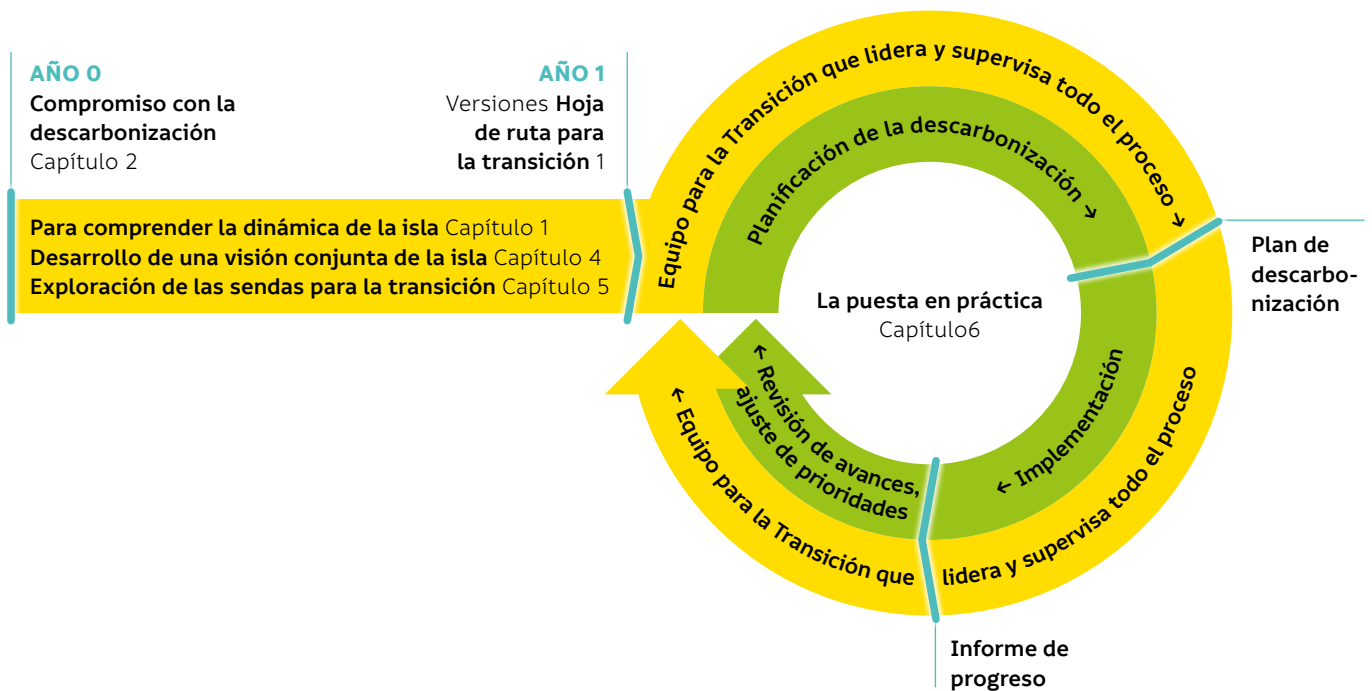 AÑO 0
Compromiso con la
descarbonización
Capítulo 2
AÑO 1
Versiones Hoja
de ruta para
la transición 1
Para comprender la dinámica de la isla Capítulo 1
Desarrollo de una visión conjunta de la isla Capítulo 4
Exploración de las sendas para la transición Capítulo 5
Equipo para la Transición que lidera y supervisa todo el proceso →
Planificación de la descarbonización →
Plan de
descarbo-
nización
La puesta en práctica
Capítulo6
← Implementación
← Revisión de avances,
ajuste de prioridades
← Equipo para la Transición que lidera y supervisa todo el proceso
Informe de
progreso